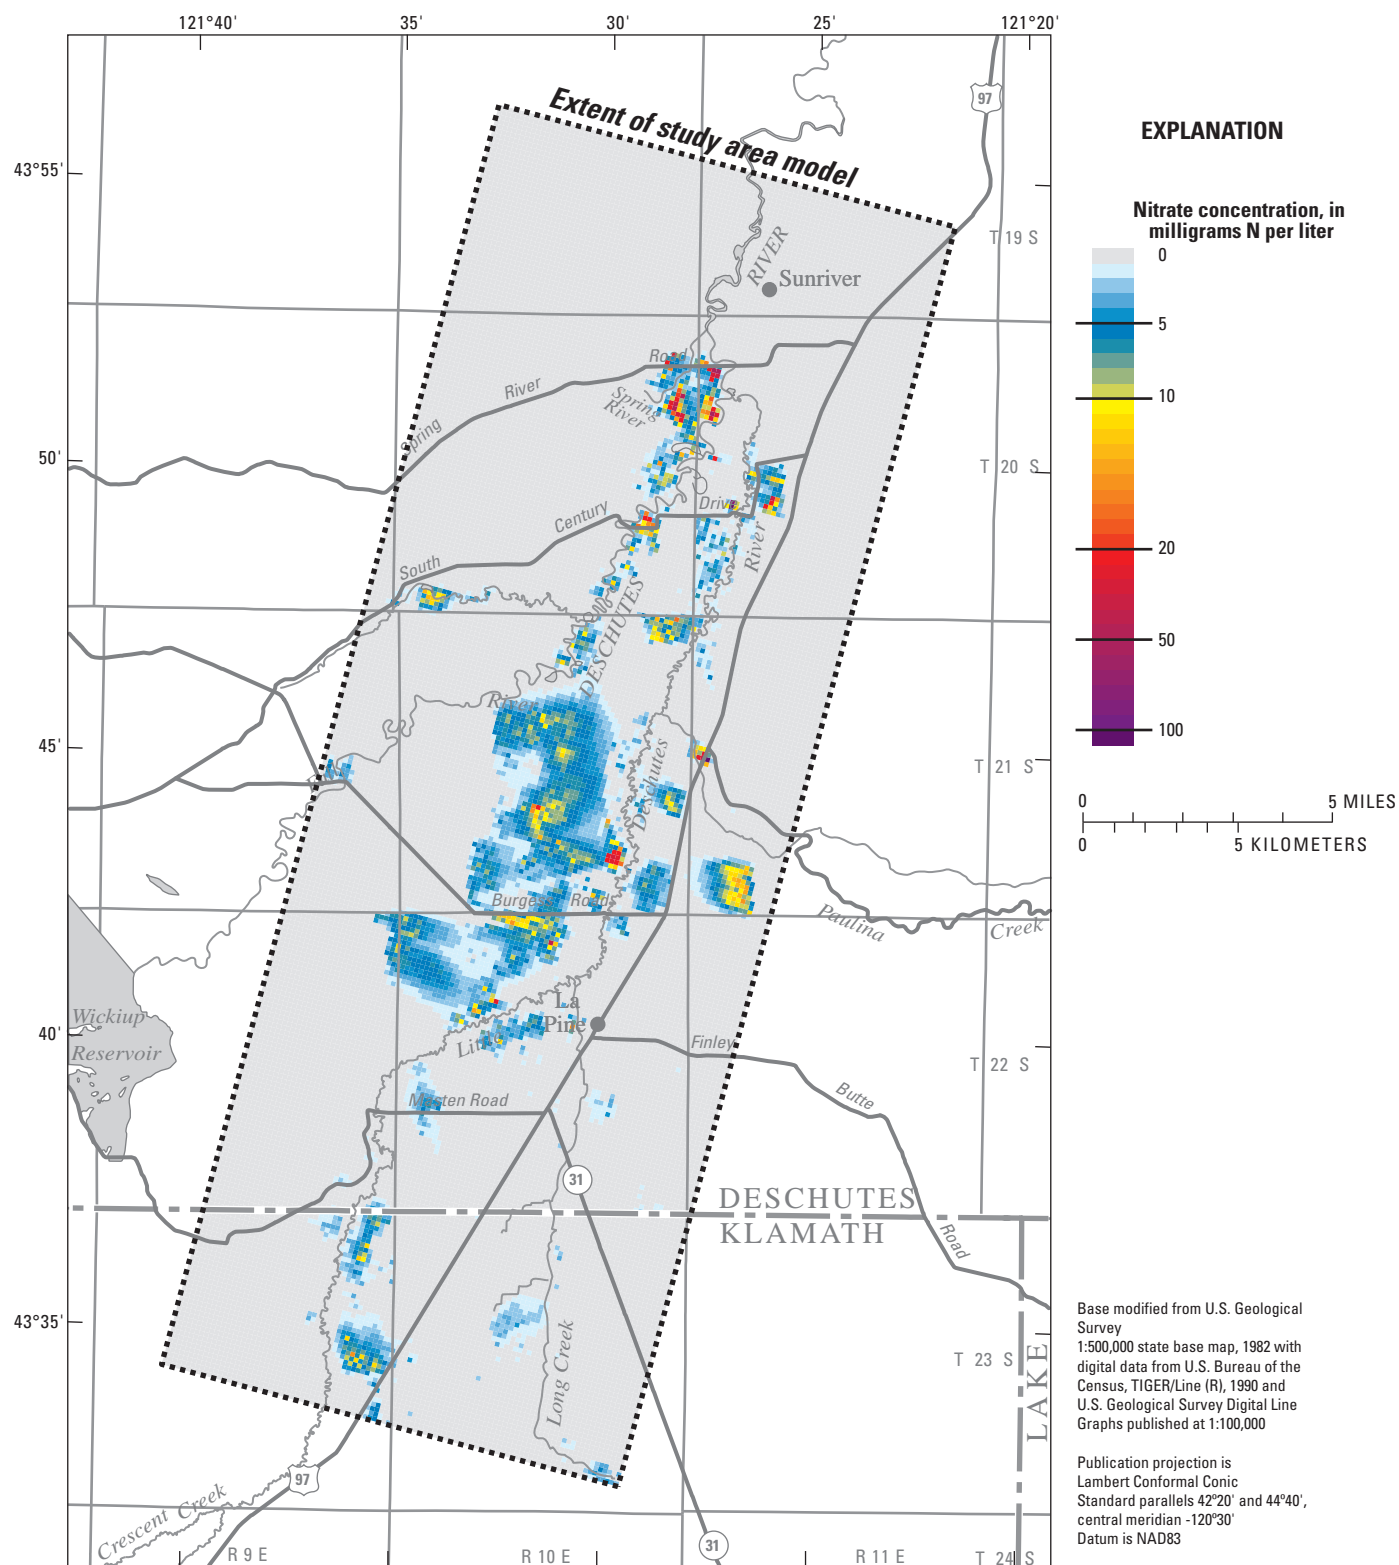 121°40'
35'
30'
25'
121°20'
97
Extent of study area model
43°55'
T 19 S
RIVER
Sunriver
Road
River
Spring
Spring
River
50'
T 20 S
Drive
Century
River
South
DESCHUTES
River
45'
T 21 S
Deschutes
Burgess Road
Paulina
Creek
Wickiup
Reservoir
La
Pine
40'
Little
Finley
T 22 S
Butte
Masten Road
31
DESCHUTES
KLAMATH
Road
43°35'
Long Creek
T 23 S
LAKE
97
Crescent Creek
31
R 9 E
R 10 E
R 11 E
T 24 S
EXPLANATION
Nitrate concentration, in
milligrams N per liter
0
5
10
20
50
100
0 5 MILES
0 5 KILOMETERS
Base modified from U.S. Geological
Survey
1:500,000 state base map, 1982 with
digital data from U.S. Bureau of the
Census, TIGER/Line (R), 1990 and
U.S. Geological Survey Digital Line
Graphs published at 1:100,000
Publication projection is
Lambert Conformal Conic
Standard parallels 42º20' and 44º40',
central meridian -120º30'
Datum is NAD83